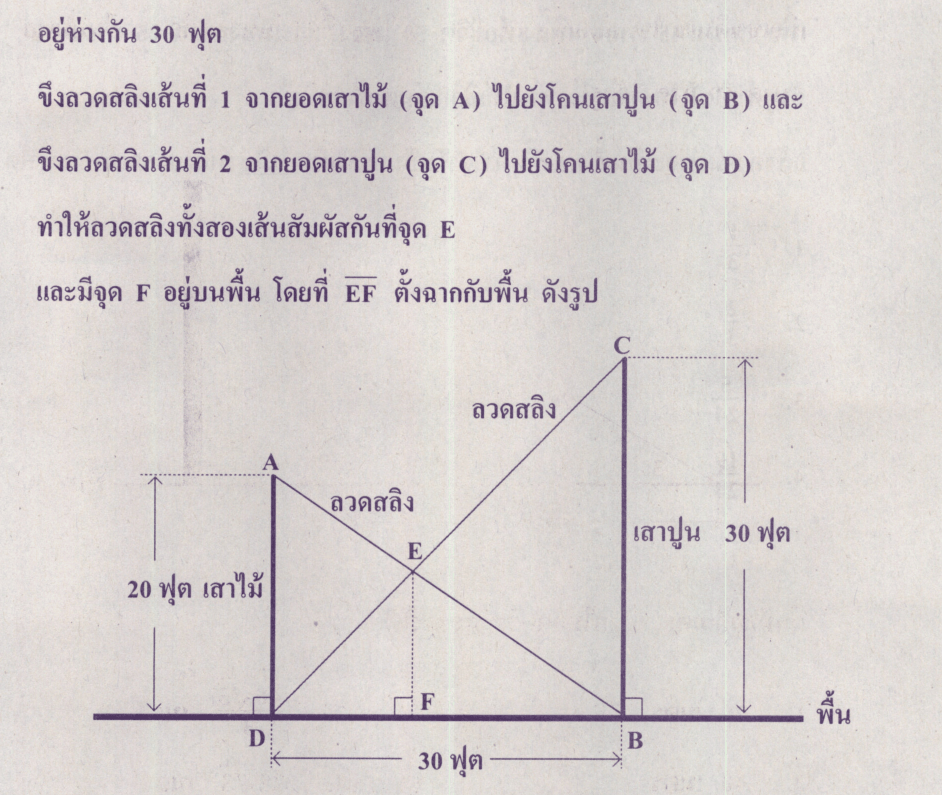 อยู่ห่างกัน 30 ฟุต
ขึงลวดสลิงเส้นที่ 1 จากยอดเสาไม้ (จุด A) ไปยังโคนเสาปูน (จุด B) และ
ขึงลวดสลิงเส้นที่ 2 จากยอดเสาปูน (จุด C) ไปยังโคนเสาไม้ (จุด D)
ทำให้ลวดสลิงทั้งสองเส้นสัมผัสกันที่จุด E
และมีจุด F อยู่บนพื้น โดยที่ E̅F̅ ตั้งฉากกับพื้น ดังรูป
C
ลวดสลิง
A
ลวดสลิง
เสาปูน 30 ฟุต
E
20 ฟุต เสาไม้
F
พื้น
D
B
30 ฟุต